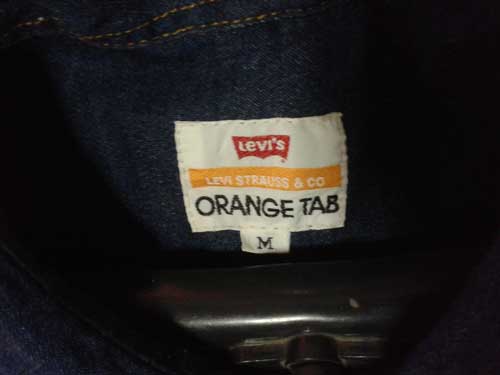 Levi's
LEVI STRAUSS & CO
ORANGE TAB
M